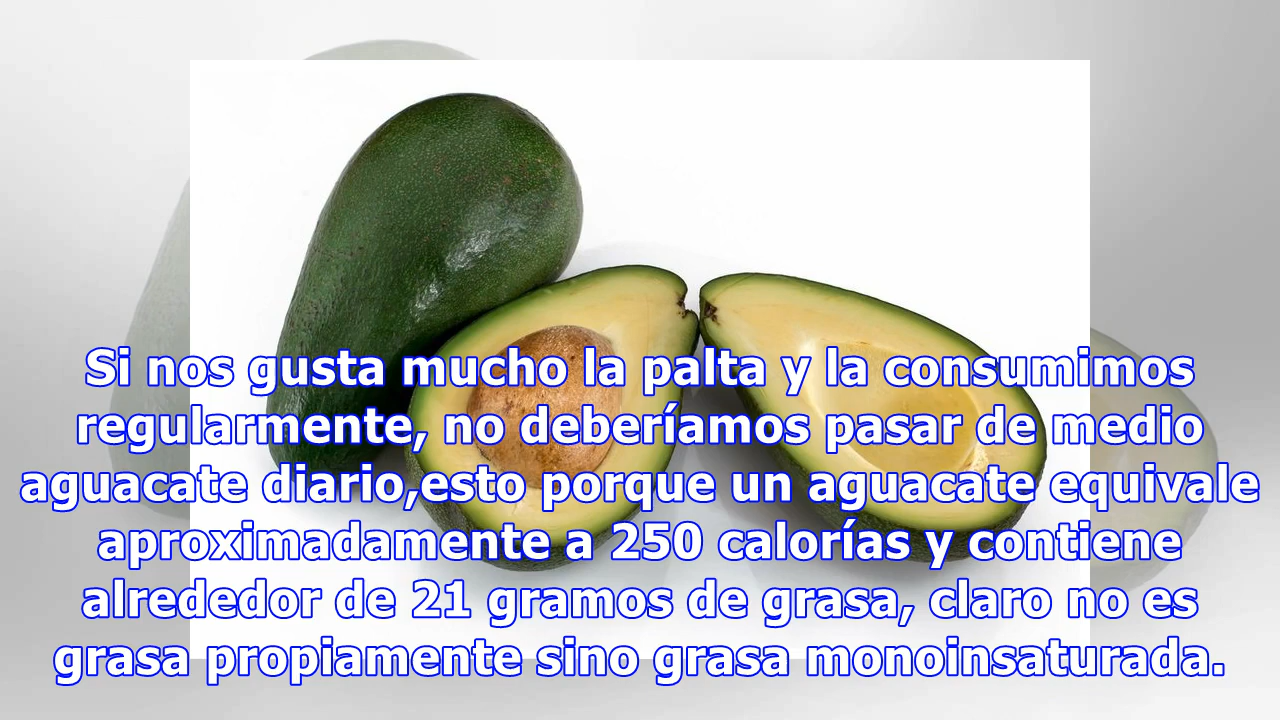 Si nos gusta mucho la palta y la consumimos
regularmente, no deberíamos pasar de medio
aguacate diario,esto porque un aguacate equivale
aproximadamente a 250 calorías y contiene
alrededor de 21 gramos de grasa, claro no es
grasa propiamente sino grasa monoinsaturada.